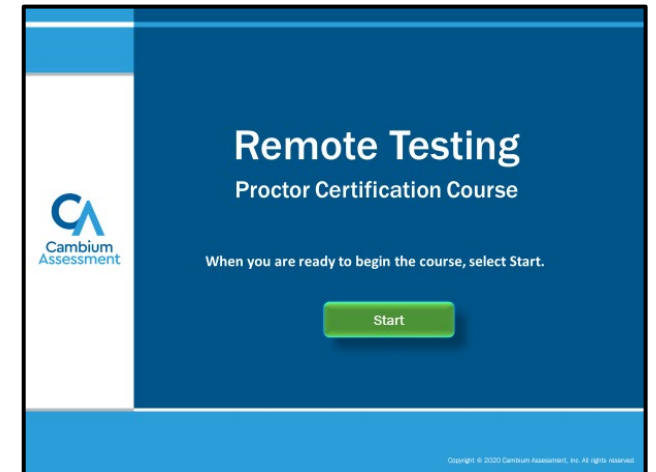 Remote Testing
Proctor Certification Course
CA
Cambium
Assessment
When you are ready to begin the course, select Start.
Start
Copyright © 2020 Cambium Assessment, Inc. All rights reserved.